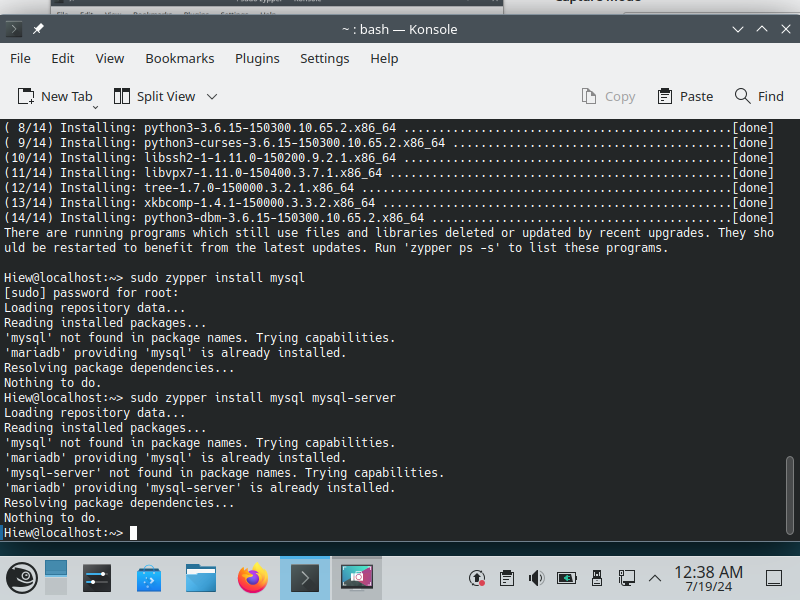 ~ : bash — Konsole
File Edit View Bookmarks Plugins Settings Help
New Tab Split View Copy Paste Find
( 8/14) Installing: python3-3.6.15-150300.10.65.2.x86_64 ........................................[done]
( 9/14) Installing: python3-curses-3.6.15-150300.10.65.2.x86_64 .................................[done]
(10/14) Installing: libssh2-1-1.11.0-150200.9.2.1.x86_64 ........................................[done]
(11/14) Installing: libvpx7-1.11.0-150400.3.7.1.x86_64 ..........................................[done]
(12/14) Installing: tree-1.7.0-150000.3.2.1.x86_64 ..............................................[done]
(13/14) Installing: xkbcomp-1.4.1-150000.3.3.2.x86_64 ...........................................[done]
(14/14) Installing: python3-dbm-3.6.15-150300.10.65.2.x86_64 ....................................[done]
There are running programs which still use files and libraries deleted or updated by recent upgrades. They sho
uld be restarted to benefit from the latest updates. Run 'zypper ps -s' to list these programs.
Hiew@localhost:~> sudo zypper install mysql
[sudo] password for root:
Loading repository data...
Reading installed packages...
'mysql' not found in package names. Trying capabilities.
'mariadb' providing 'mysql' is already installed.
Resolving package dependencies...
Nothing to do.
Hiew@localhost:~> sudo zypper install mysql mysql-server
Loading repository data...
Reading installed packages...
'mysql' not found in package names. Trying capabilities.
'mariadb' providing 'mysql' is already installed.
'mysql-server' not found in package names. Trying capabilities.
'mariadb' providing 'mysql-server' is already installed.
Resolving package dependencies...
Nothing to do.
Hiew@localhost:~>
12:38 AM
7/19/24